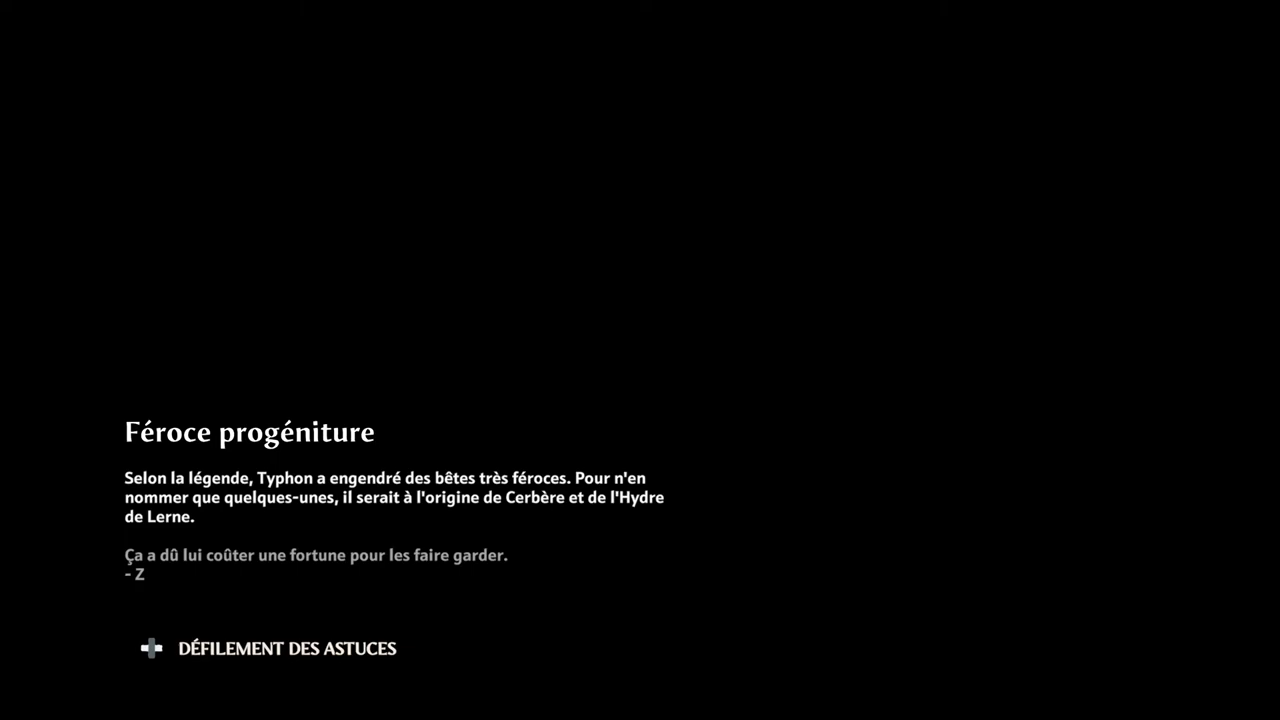 Féroce progéniture
Selon la légende, Typhon a engendré des bêtes très féroces. Pour n'en
nommer que quelques-unes, il serait à l'origine de Cerbère et de l'Hydre
de Lerne.
Ça a dû lui coûter une fortune pour les faire garder.
- Z
DÉFILEMENT DES ASTUCES